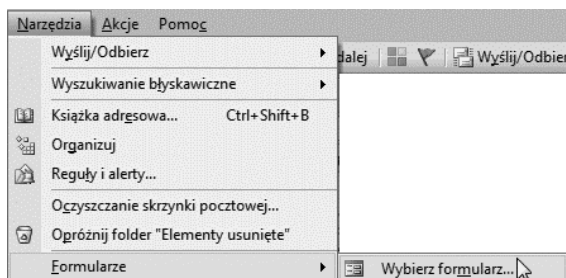 Narzędzia Akcje Pomoc
Wyślij/Odbierz
dalej Wyślij/Odbier
Wyszukiwanie błyskawiczne
Książka adresowa... Ctrl+Shift+B
Organizuj
Reguły i alerty...
Oczyszczanie skrzynki pocztowej...
Opróżnij folder "Elementy usunięte"
Formularze
Wybierz formularz...